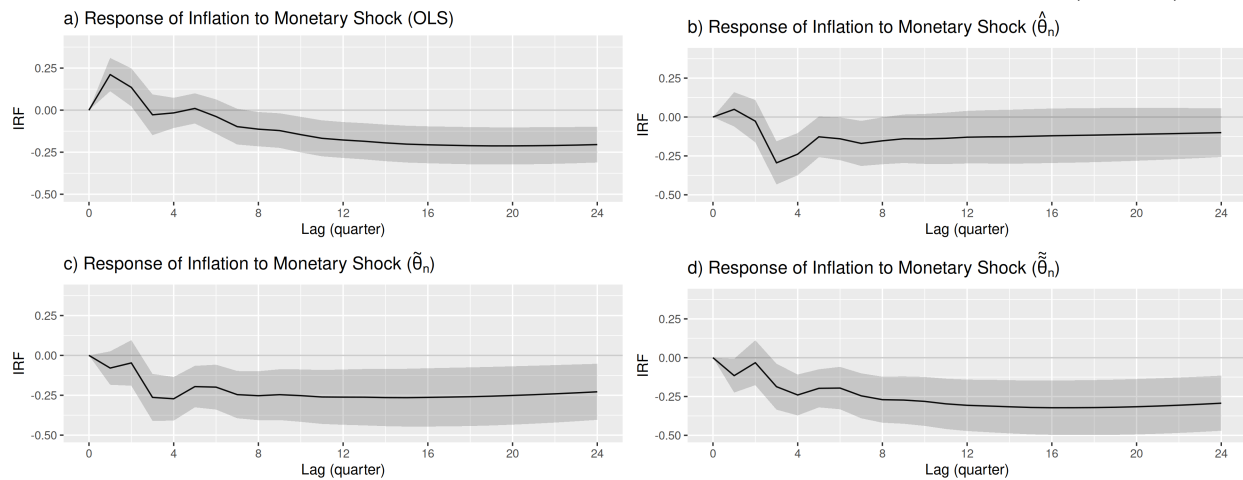 a) Response of Inflation to Monetary Shock (OLS)
IRF
0.25
0.00
-0.25
-0.50
0 4 8 12 16 20 24
Lag (quarter)
b) Response of Inflation to Monetary Shock (θ̂ₙ)
IRF
0.25
0.00
-0.25
-0.50
0 4 8 12 16 20 24
Lag (quarter)
c) Response of Inflation to Monetary Shock (θ̃ₙ)
IRF
0.25
0.00
-0.25
-0.50
0 4 8 12 16 20 24
Lag (quarter)
d) Response of Inflation to Monetary Shock (θ̃̃ₙ)
IRF
0.25
0.00
-0.25
-0.50
0 4 8 12 16 20 24
Lag (quarter)